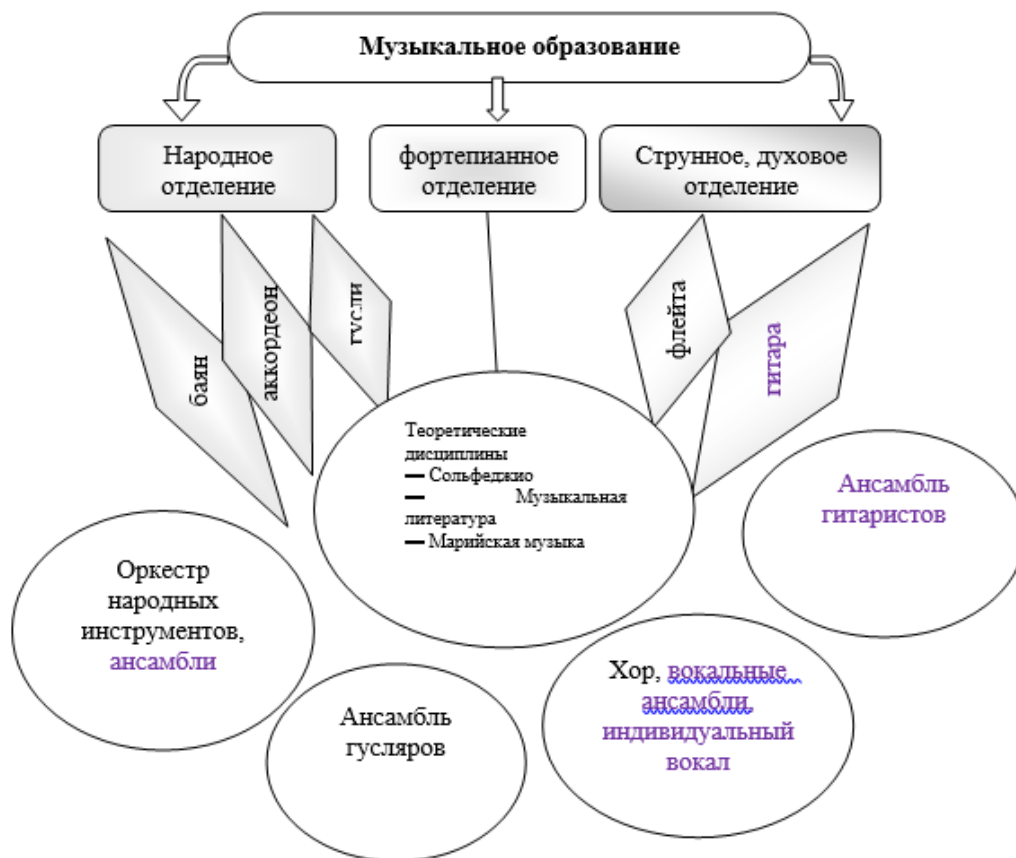 Музыкальное образование
Народное
отделение
фортепианное
отделение
Струнное, духовое
отделение
баян
аккордеон
гусли
флейта
гитара
Теоретические
дисциплины
— Сольфеджио
— Музыкальная
литература
— Марийская музыка
Ансамбль
гитаристов
Оркестр
народных
инструментов,
ансамбли
Ансамбль
гусляров
Хор, вокальные
ансамбли,
индивидуальный
вокал